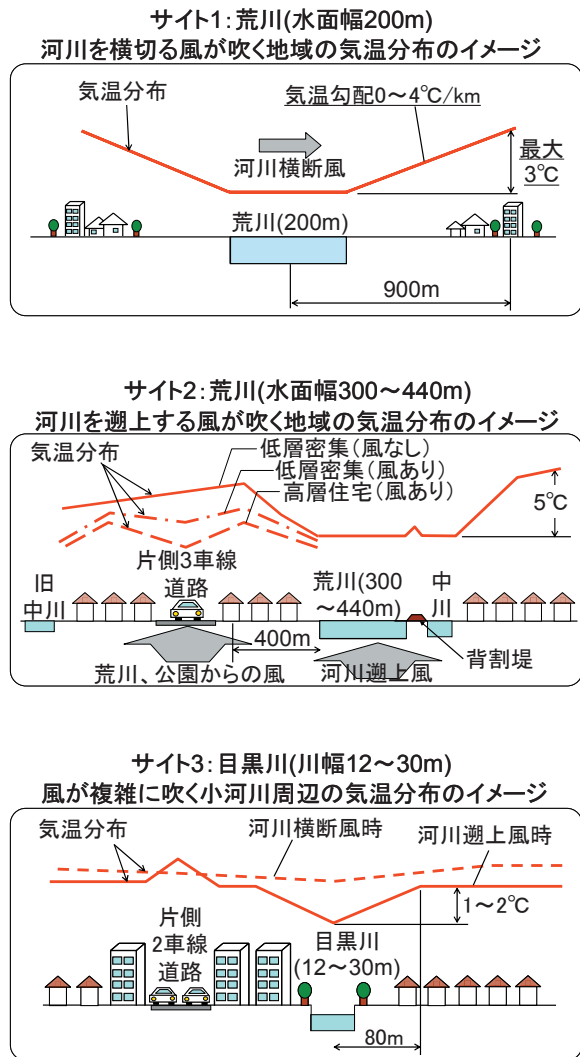 サイト1:荒川(水面幅200m)
河川を横切る風が吹く地域の気温分布のイメージ
気温分布
気温勾配0～4℃/km
河川横断風
最大
3℃
荒川(200m)
900m
サイト2:荒川(水面幅300～440m)
河川を遡上する風が吹く地域の気温分布のイメージ
気温分布
低層密集(風なし)
低層密集(風あり)
高層住宅(風あり)
5℃
片側3車線
道路
旧
中川
荒川(300
～440m)
中
川
400m
荒川、公園からの風
河川遡上風
背割堤
サイト3:目黒川(川幅12～30m)
風が複雑に吹く小河川周辺の気温分布のイメージ
気温分布
河川横断風時
河川遡上風時
1～2℃
片側
2車線
道路
目黒川
(12～30m)
80m